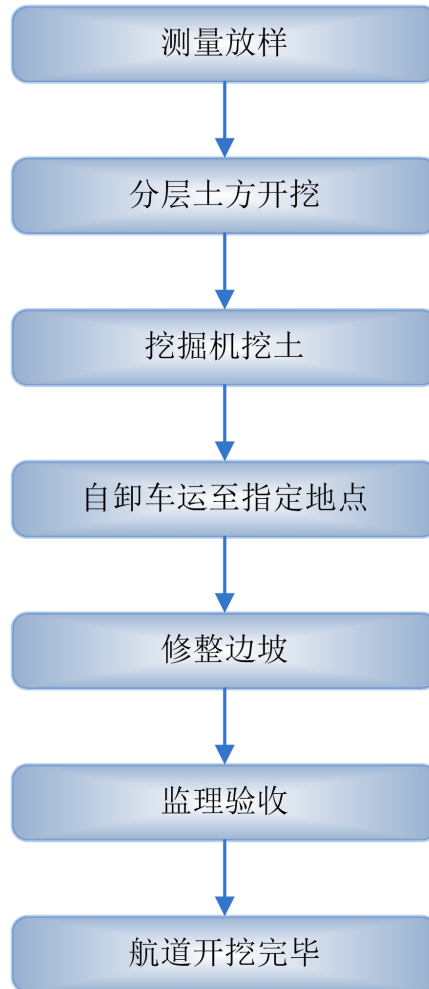 测量放样
分层土方开挖
挖掘机挖土
自卸车运至指定地点
修整边坡
监理验收
航道开挖完毕